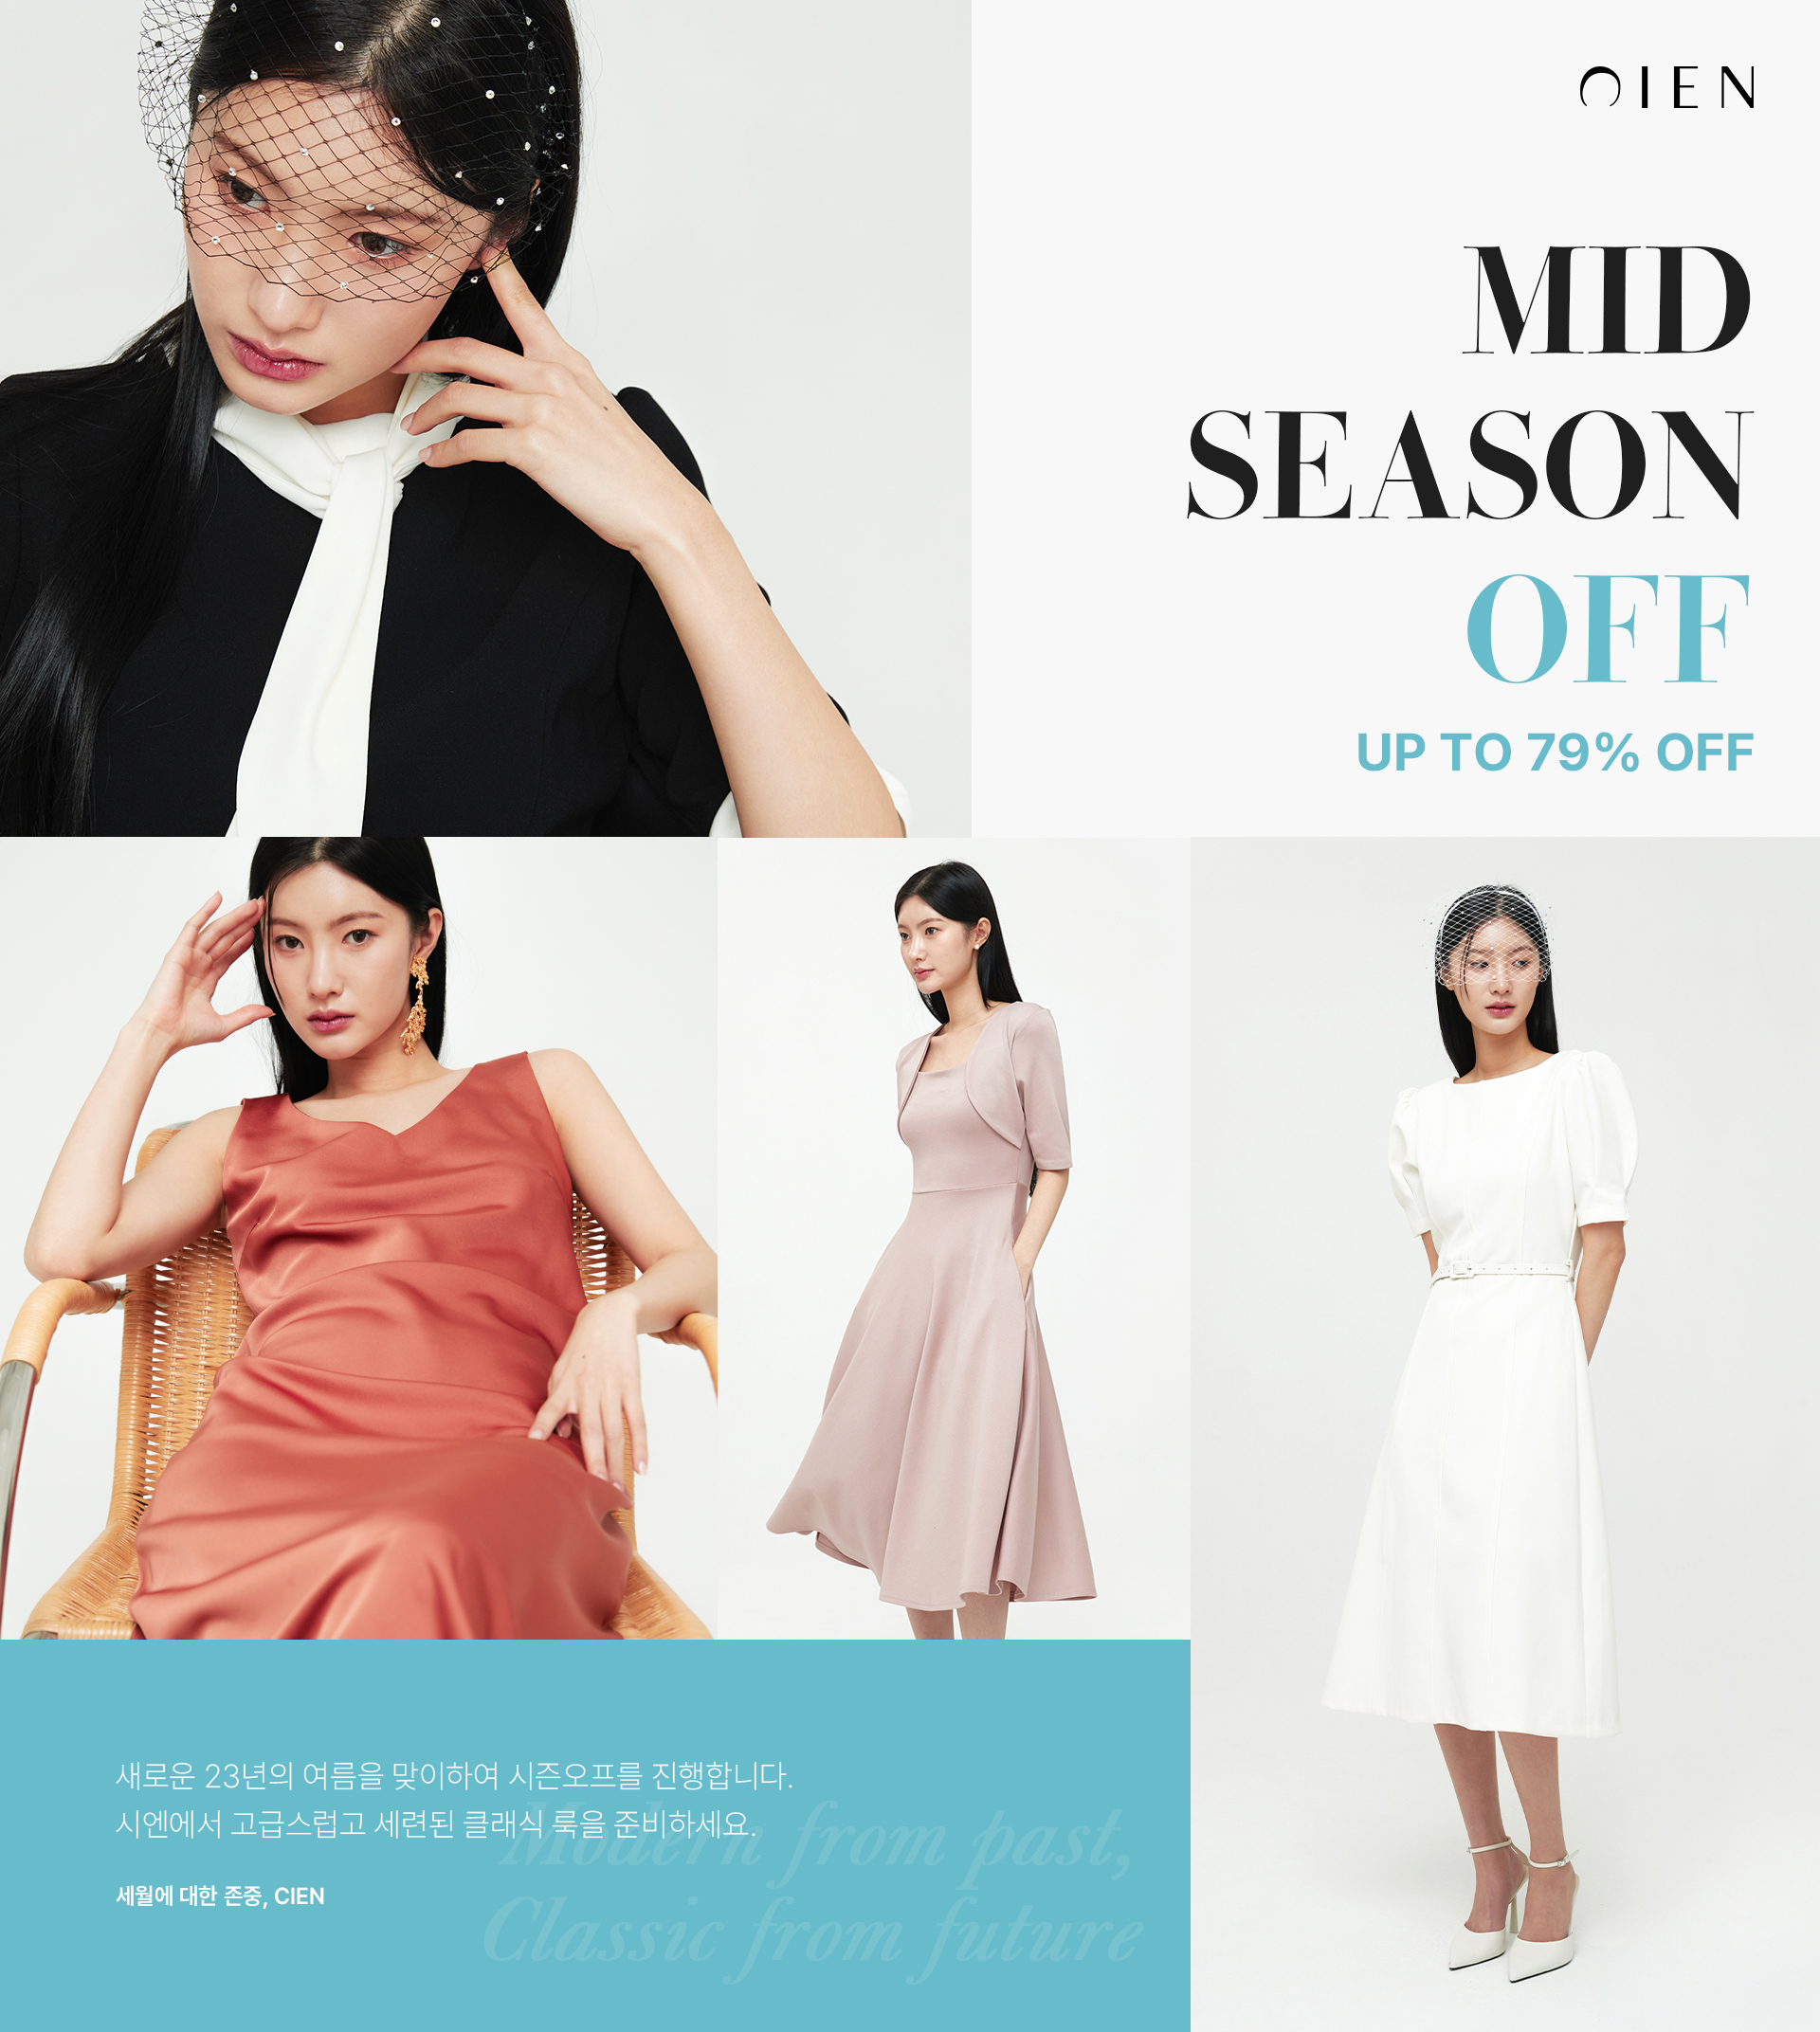 CIEN
MID
SEASON
OFF
UP TO 79% OFF
새로운 23년의 여름을 맞이하여 시즌오프를 진행합니다.
시엔에서 고급스럽고 세련된 클래식 룩을 준비하세요.
세월에 대한 존중, CIEN
Modern from past,
Classic from future